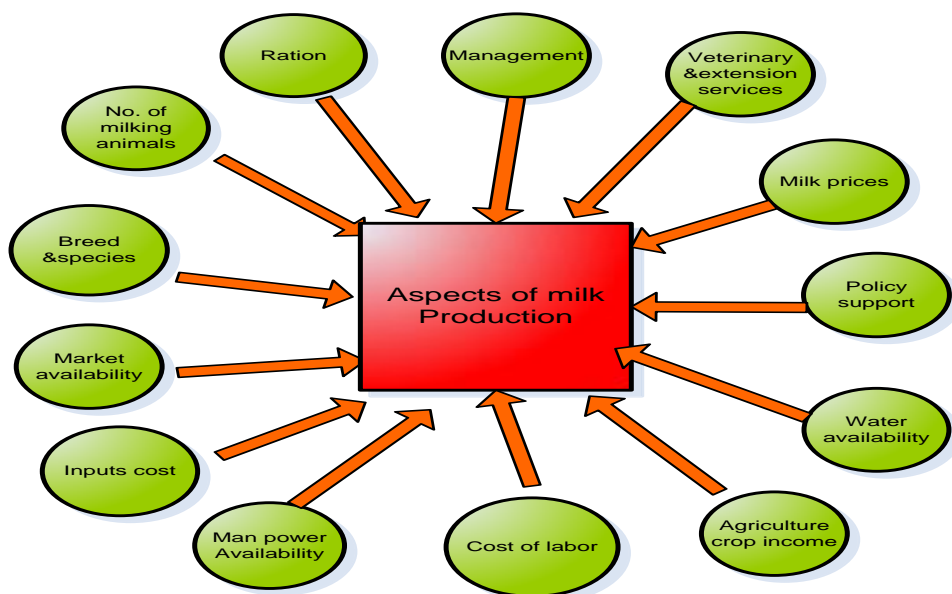 Ration
Management
Veterinary
&extension
services
No. of
milking
animals
Milk prices
Breed
&species
Aspects of milk
Production
Policy
support
Market
availability
Water
availability
Inputs cost
Man power
Availability
Cost of labor
Agriculture
crop income